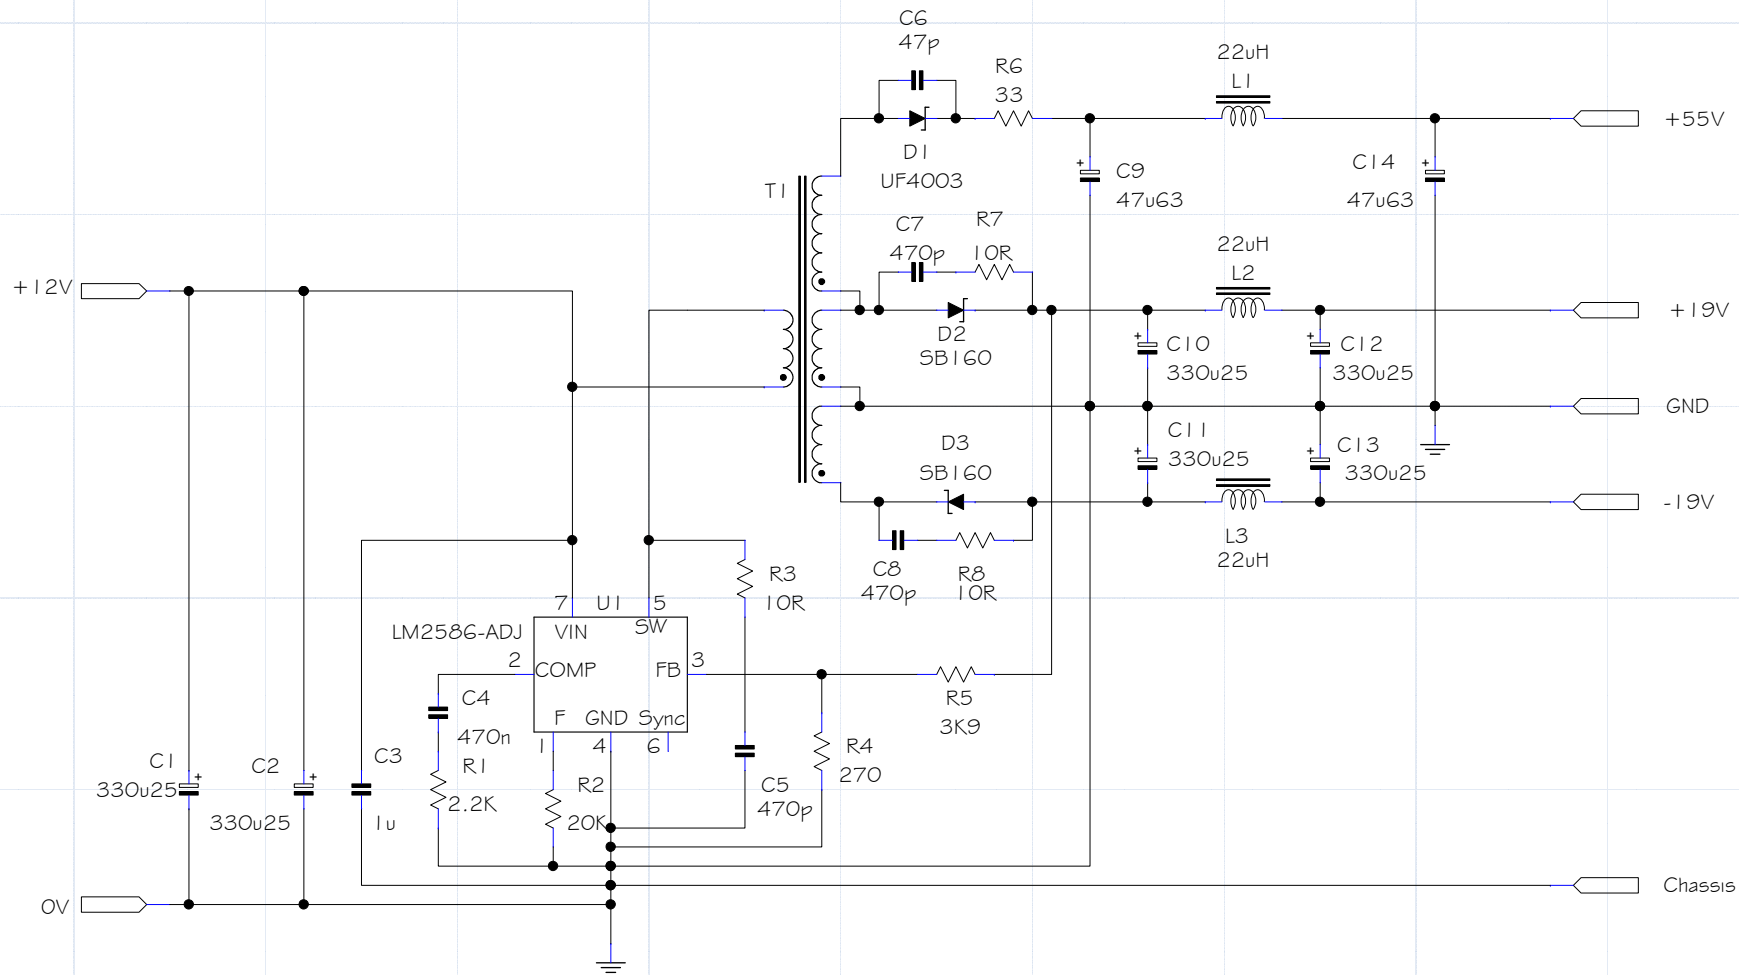 C6
47p
22uH
R6
L1
33
+55V
D1
C9
C14
UF4003
T1
47u63
47u63
R7
C7
22uH
470p
10R
L2
+12V
+19V
D2
C10
C12
SB160
330u25
330u25
GND
C11
D3
C13
330u25
SB160
330u25
-19V
L3
22uH
C8
R8
470p
10R
R3
10R
7
U1
5
LM2586-ADJ
VIN
SW
2
COMP
FB
3
C4
R5
F
GND
Sync
3K9
470n
1
4
6
R4
C1
C2
C3
R1
270
330u25
R2
C5
2.2K
470p
330u25
1u
20K
Chassis
0V